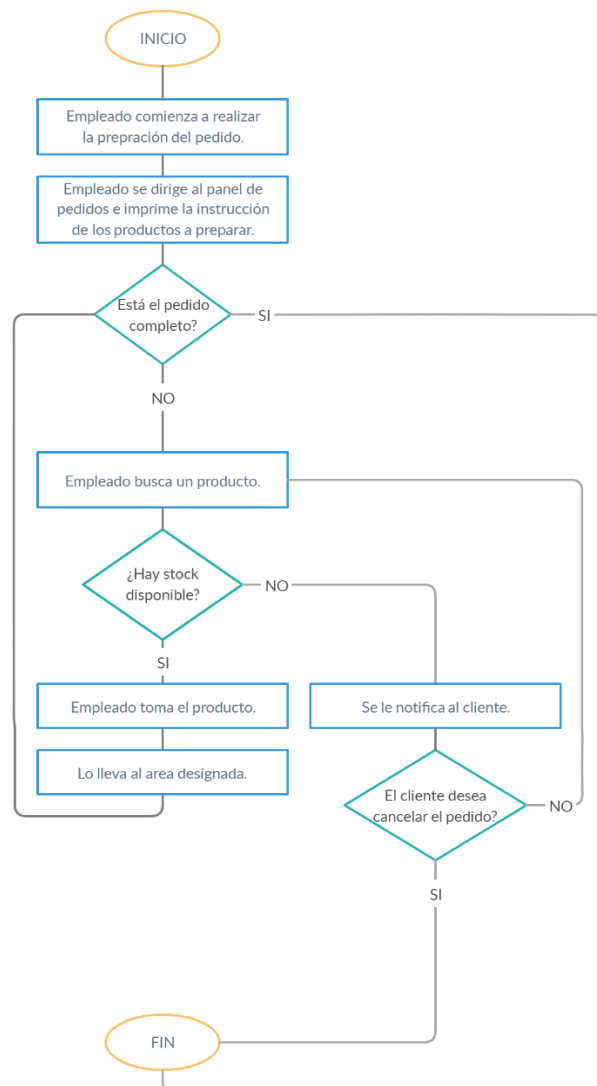 INICIO
Empleado comienza a realizar
la prepración del pedido.
Empleado se dirige al panel de
pedidos e imprime la instrucción
de los productos a preparar.
Está el pedido
completo?
SI
NO
Empleado busca un producto.
¿Hay stock
disponible?
NO
SI
Empleado toma el producto.
Se le notifica al cliente.
Lo lleva al area designada.
El cliente desea
cancelar el pedido?
NO
SI
FIN